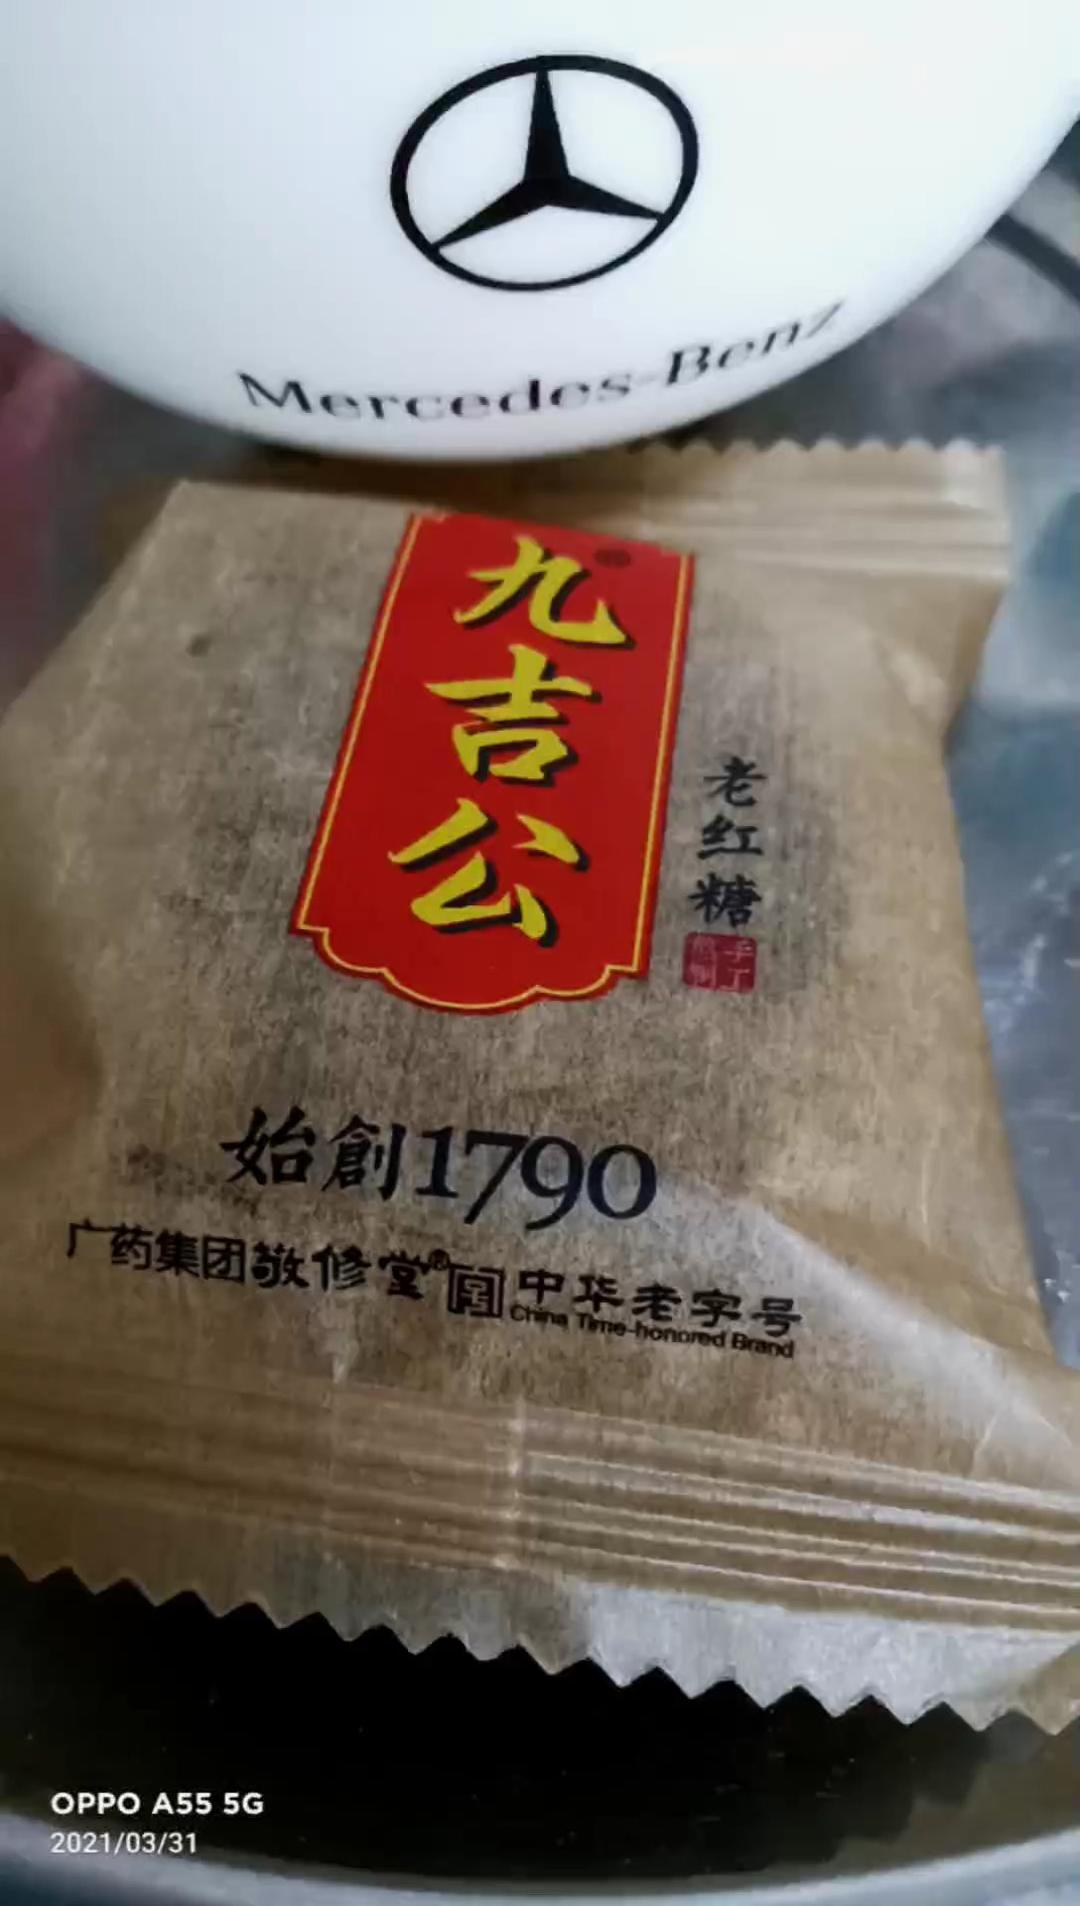 Mercedes-Benz
九吉公®
老红糖
手工
始創1790
广药集团敬修堂® 中华老字号
China Time-honored Brand
OPPO A55 5G
2021/03/31